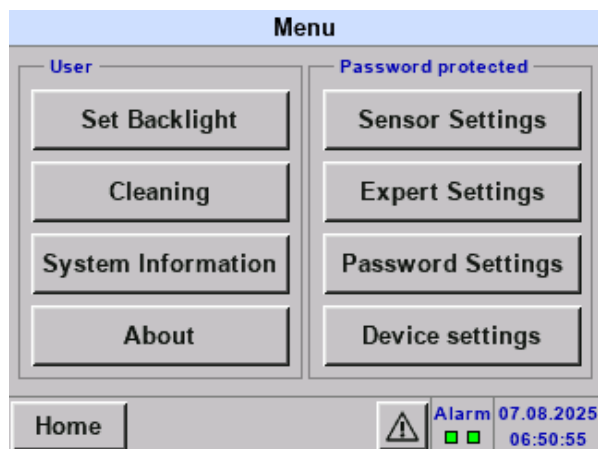 Menu
User
Set Backlight
Cleaning
System Information
About
Password protected
Sensor Settings
Expert Settings
Password Settings
Device settings
Home
Alarm
07.08.2025
06:50:55